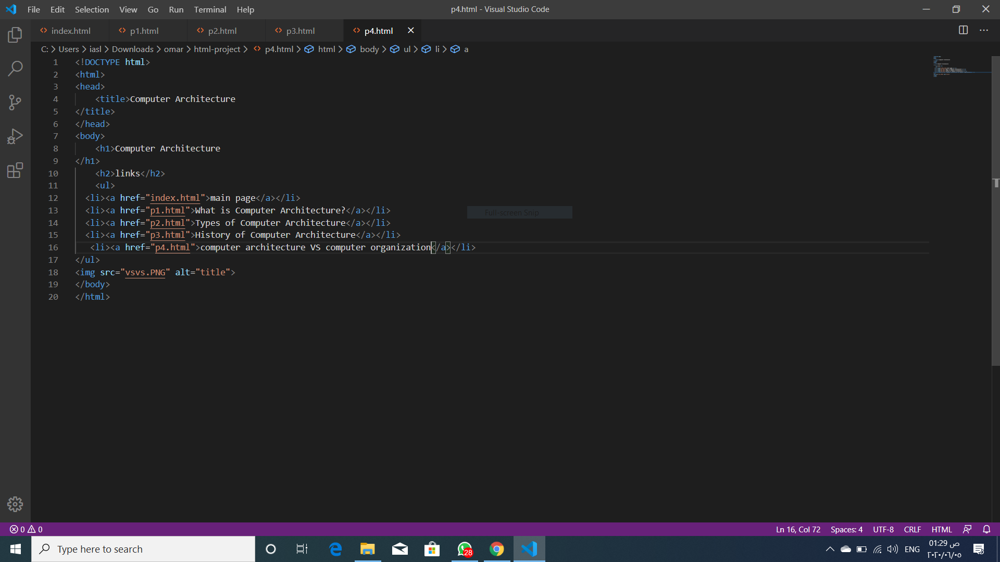 File Edit Selection View Go Run Terminal Help
p4.html - Visual Studio Code
index.html p1.html p2.html p3.html p4.html
C: > Users > iasl > Downloads > omar > html-project > p4.html > html > body > ul > li > a
1 <!DOCTYPE html>
2 <html>
3 <head>
4 <title>Computer Architecture
5 </title>
6 </head>
7 <body>
8 <h1>Computer Architecture
9 </h1>
10 <h2>links</h2>
11 <ul>
12 <li><a href="index.html">main page</a></li>
13 <li><a href="p1.html">What is Computer Architecture?</a></li>
14 <li><a href="p2.html">Types of Computer Architecture</a></li>
15 <li><a href="p3.html">History of Computer Architecture</a></li>
16 <li><a href="p4.html">computer architecture VS computer organization</a></li>
17 </ul>
18 <img src="vsvs.PNG" alt="title">
19 </body>
20 </html>
Full-screen Snip
0 0
Ln 16, Col 72 Spaces: 4 UTF-8 CRLF HTML
Type here to search
28
ENG
01:29 ص
٢٠٢٠/٠٦/٠٥